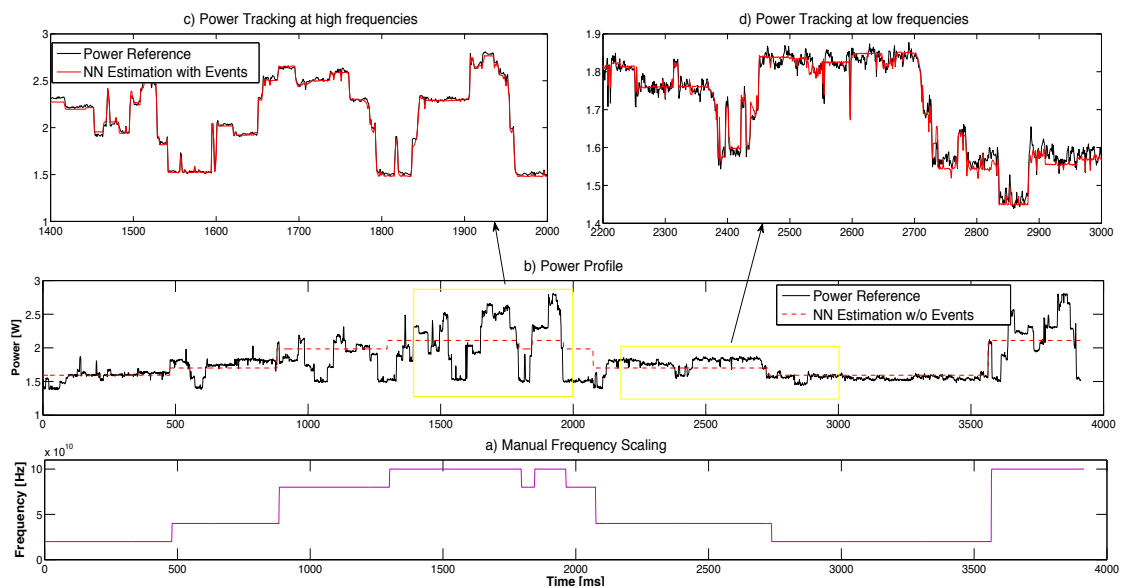 c) Power Tracking at high frequencies
3
2.5
2
1.5
1
1400 1500 1600 1700 1800 1900 2000
Power Reference
NN Estimation with Events
d) Power Tracking at low frequencies
1.9
1.8
1.7
1.6
1.5
1.4
2200 2300 2400 2500 2600 2700 2800 2900 3000
b) Power Profile
Power [W]
3
2.5
2
1.5
1
0 500 1000 1500 2000 2500 3000 3500 4000
Power Reference
NN Estimation w/o Events
a) Manual Frequency Scaling
x 10^10
Frequency [Hz]
10
5
0
0 500 1000 1500 2000 2500 3000 3500 4000
Time [ms]